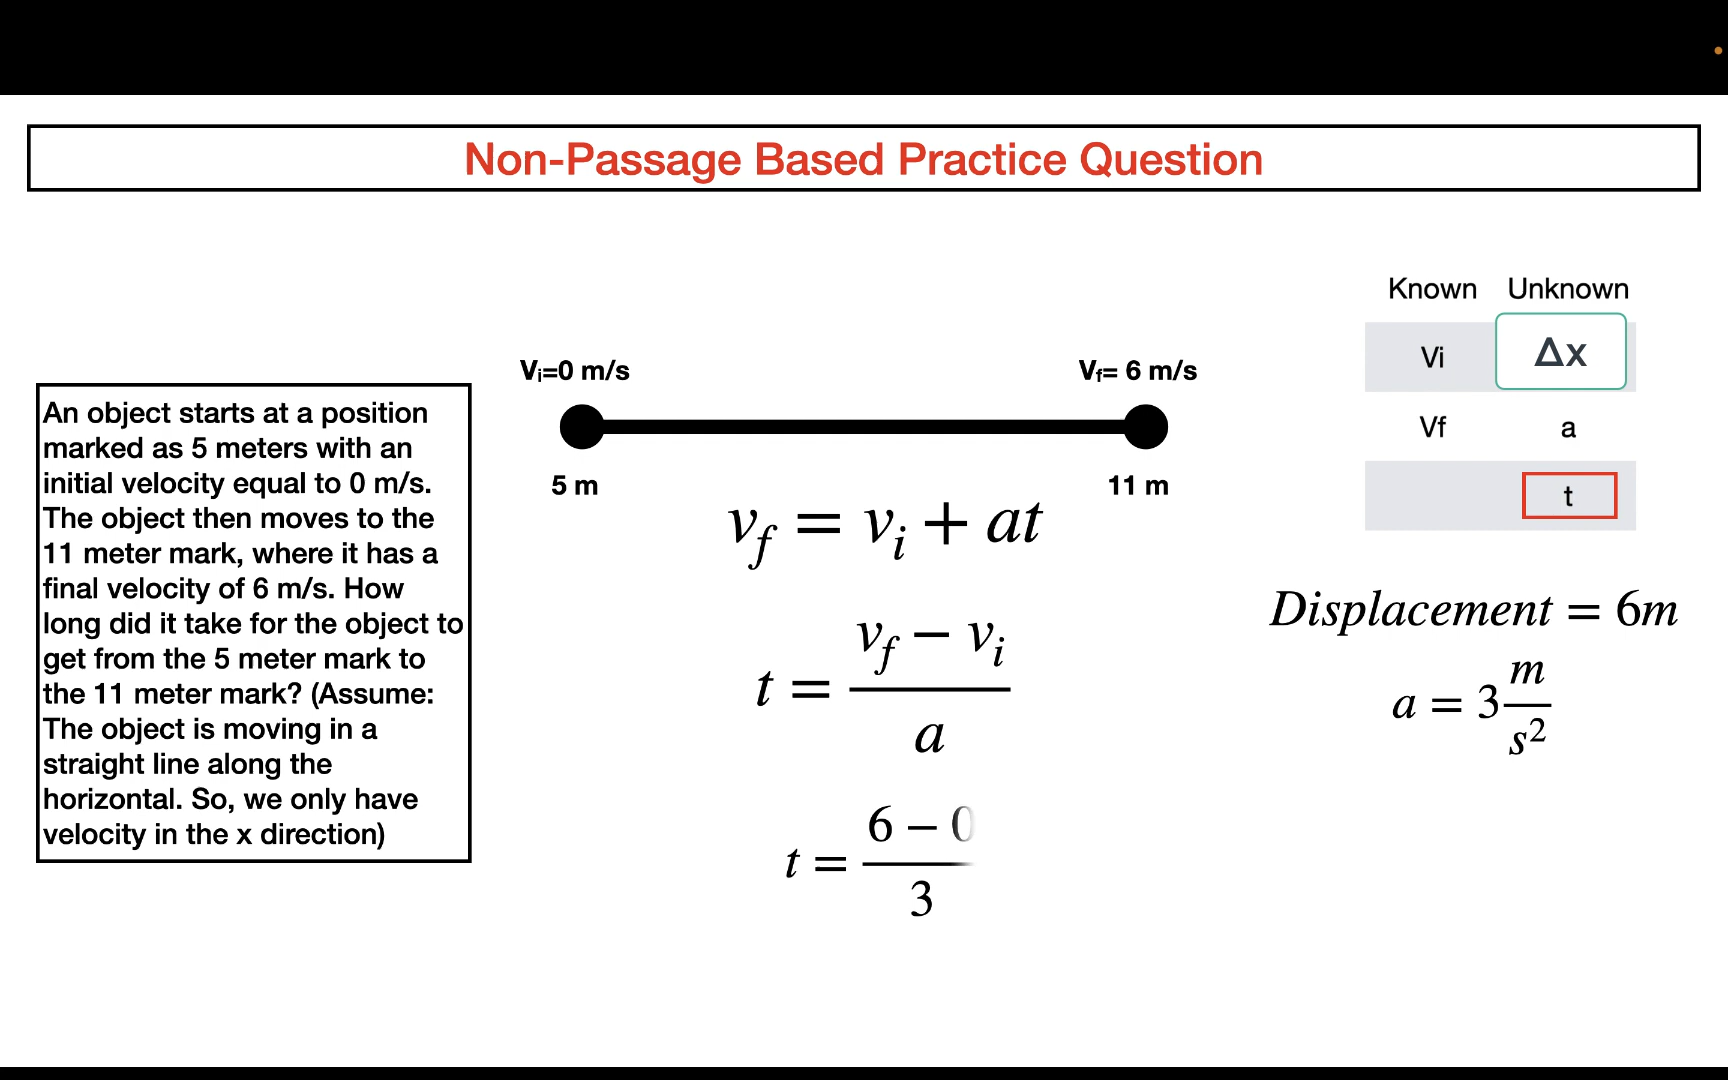 Non-Passage Based Practice Question
An object starts at a position
marked as 5 meters with an
initial velocity equal to 0 m/s.
The object then moves to the
11 meter mark, where it has a
final velocity of 6 m/s. How
long did it take for the object to
get from the 5 meter mark to
the 11 meter mark? (Assume:
The object is moving in a
straight line along the
horizontal. So, we only have
velocity in the x direction)
Vi=0 m/s
Vf= 6 m/s
5 m
11 m
v_f = v_i + at
t = (v_f − v_i)/a
t = (6 − 0)/3
Known Unknown
Vi Δx
Vf a
t
Displacement = 6m
a = 3 m/s²